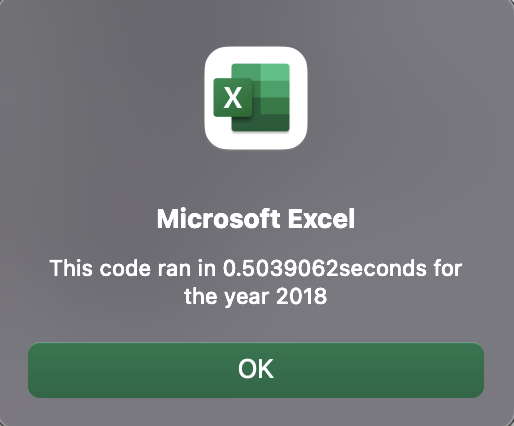 X
Microsoft Excel
This code ran in 0.5039062seconds for
the year 2018
OK